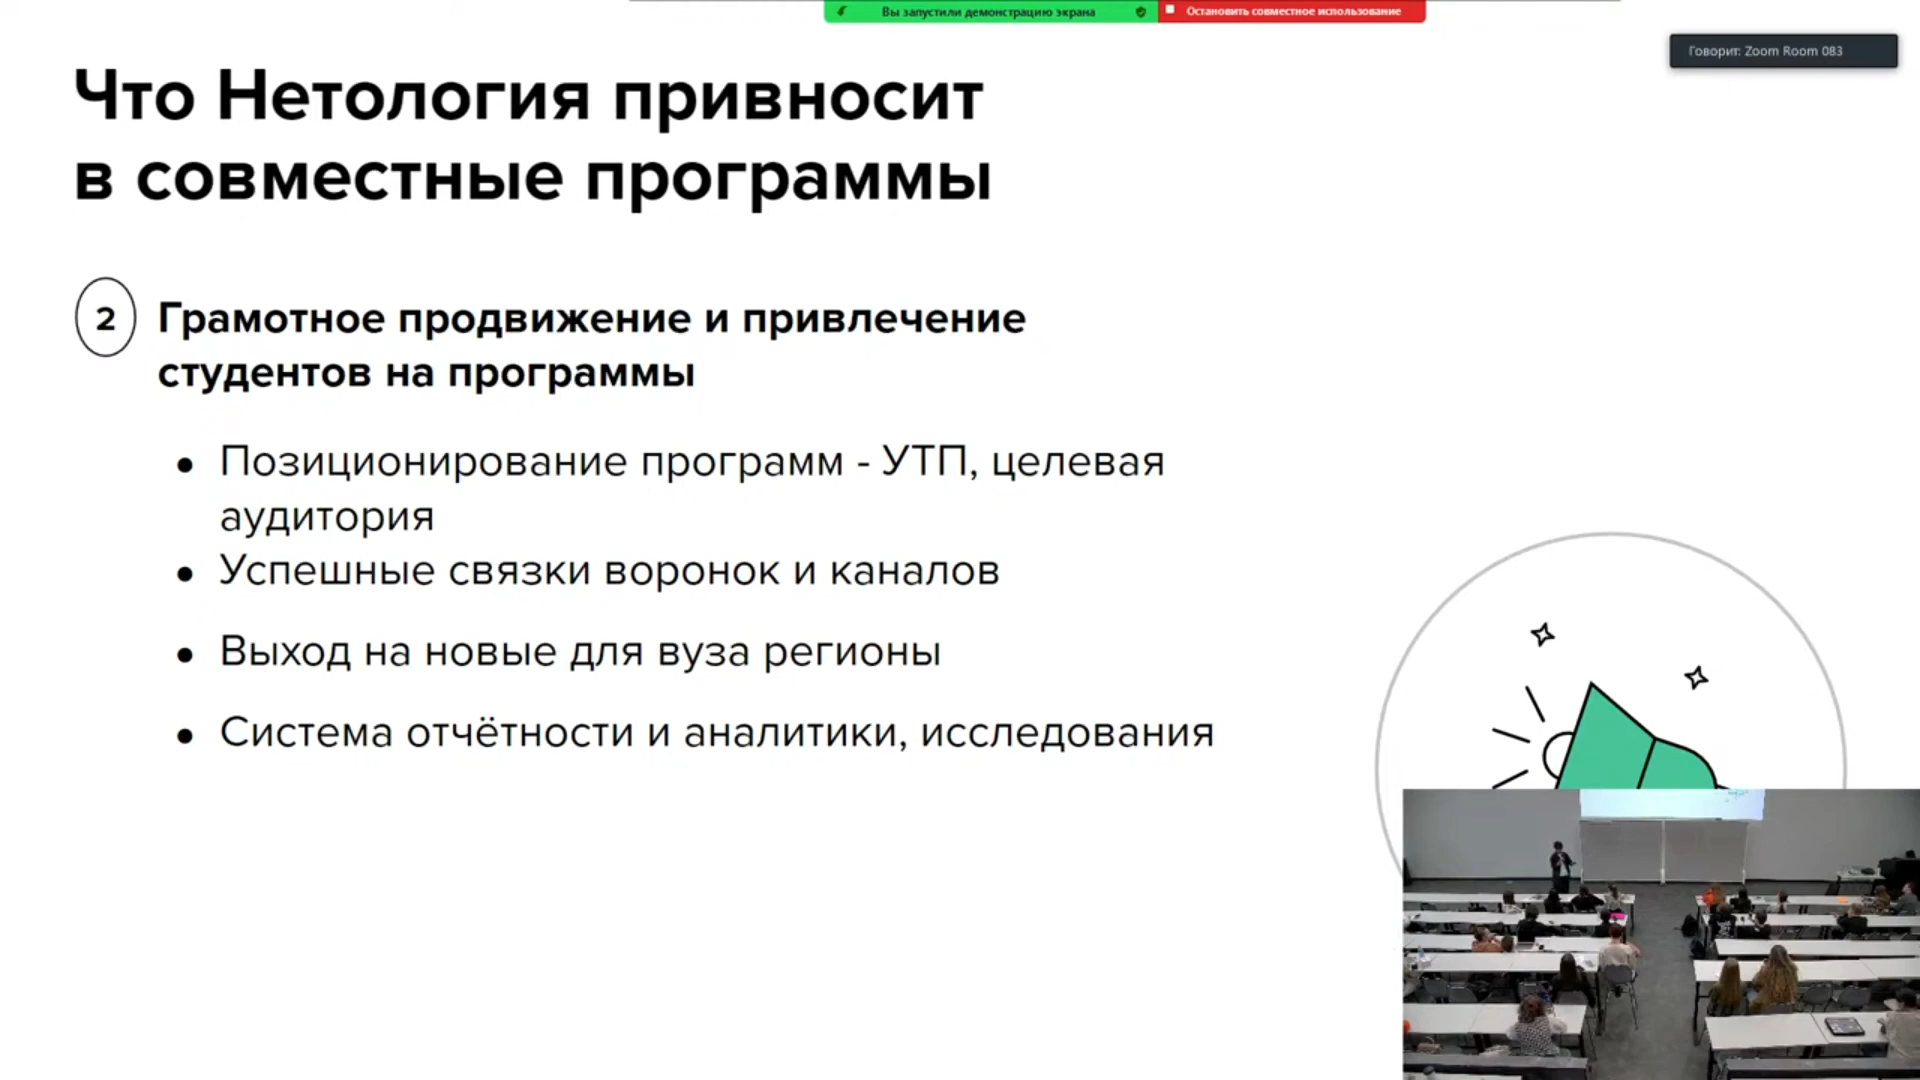 Вы запустили демонстрацию экрана
Остановить совместное использование
Говорит: Zoom Room 083
Что Нетология привносит
в совместные программы
2
Грамотное продвижение и привлечение
студентов на программы
• Позиционирование программ - УТП, целевая
аудитория
• Успешные связки воронок и каналов
• Выход на новые для вуза регионы
• Система отчётности и аналитики, исследования